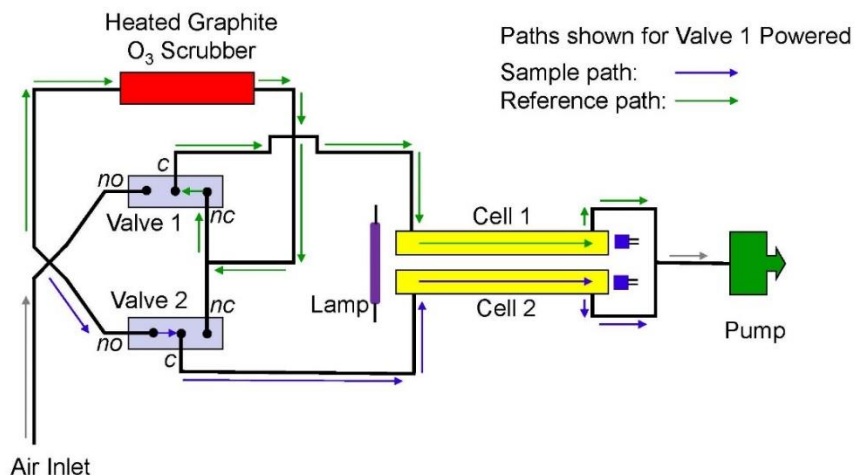 Heated Graphite
O₃ Scrubber
Paths shown for Valve 1 Powered
Sample path:
Reference path:
c
no
Valve 1
nc
Cell 1
Valve 2
nc
Lamp
Cell 2
no
c
Pump
Air Inlet